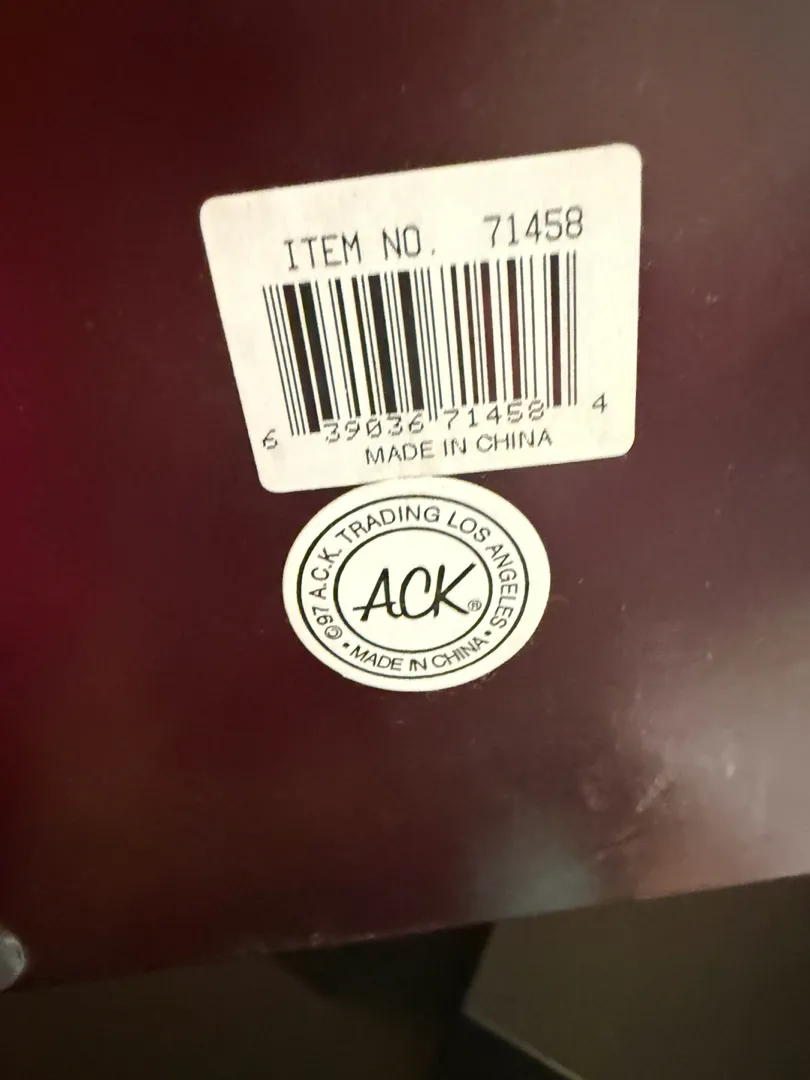 ITEM NO. 71458
6 39036 71458 4
MADE IN CHINA
©97 A.C.K. TRADING LOS ANGELES • MADE IN CHINA •
ACK®